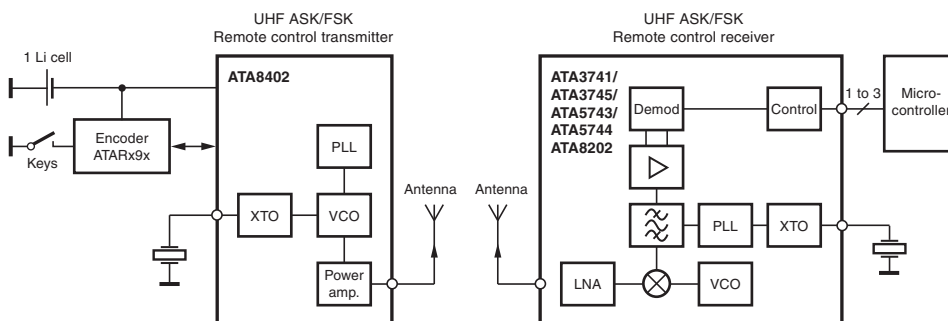 UHF ASK/FSK
Remote control transmitter
1 Li cell
ATA8402
Encoder
ATARx9x
Keys
PLL
XTO
VCO
Power
amp.
Antenna
UHF ASK/FSK
Remote control receiver
Antenna
ATA3741/
ATA3745/
ATA5743/
ATA5744
ATA8202
Demod
Control
1 to 3
Micro-
controller
PLL
XTO
LNA
VCO